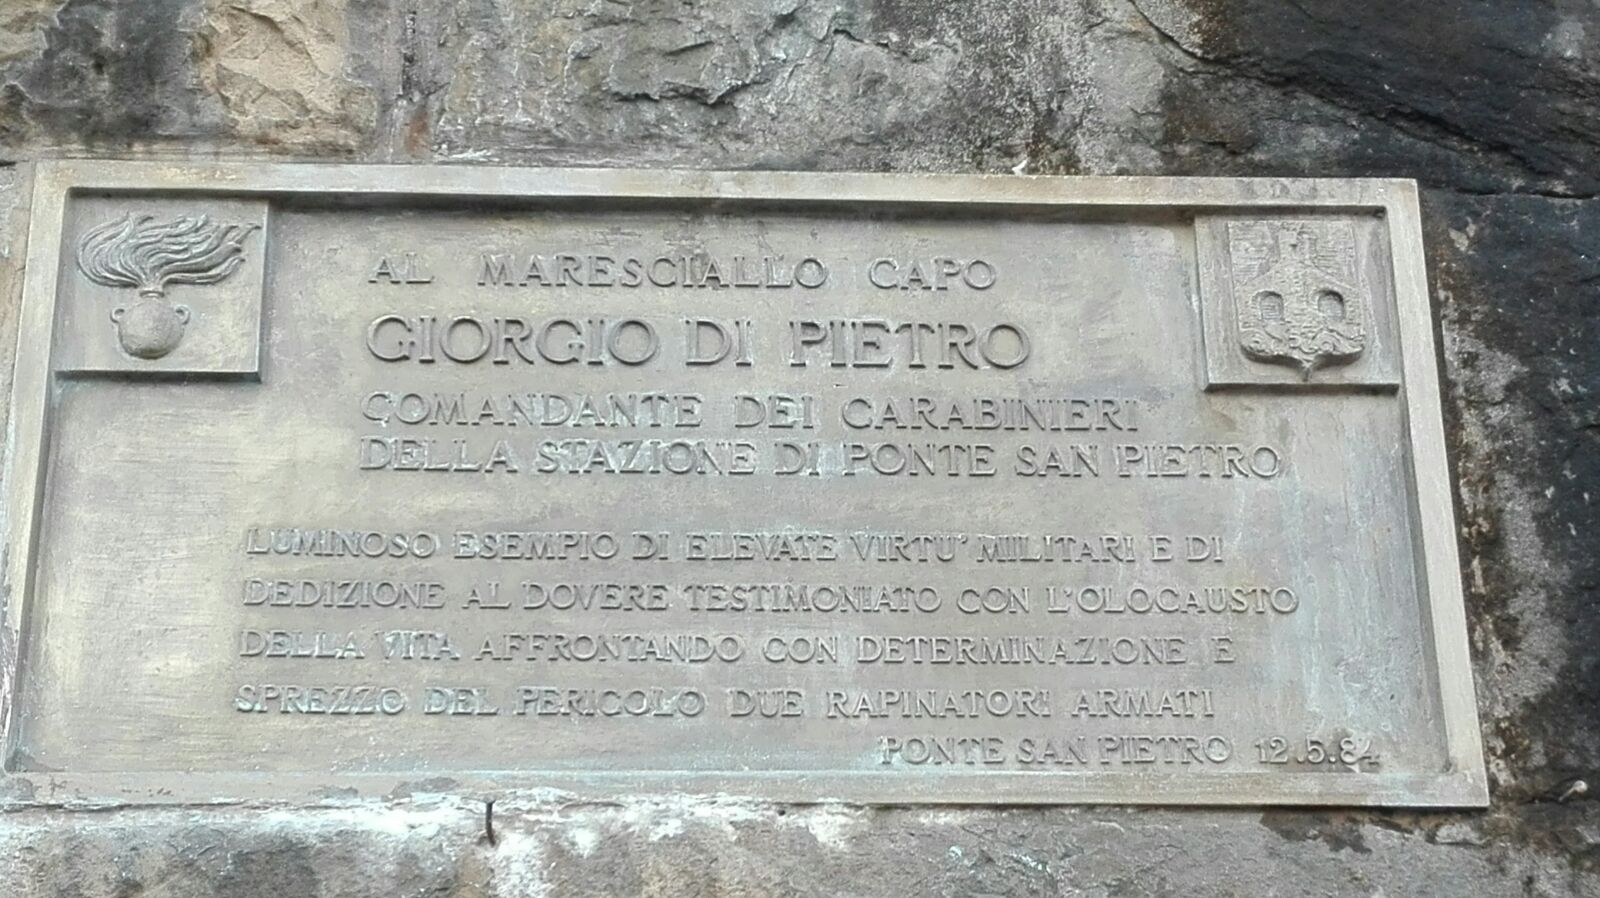 AL MARESCIALLO CAPO
GIORGIO DI PIETRO
COMANDANTE DEI CARABINIERI
DELLA STAZIONE DI PONTE SAN PIETRO
LUMINOSO ESEMPIO DI ELEVATE VIRTU' MILITARI E DI
DEDIZIONE AL DOVERE TESTIMONIATO CON L'OLOCAUSTO
DELLA VITA AFFRONTANDO CON DETERMINAZIONE E
SPREZZO DEL PERICOLO DUE RAPINATORI ARMATI
PONTE SAN PIETRO 12.5.84